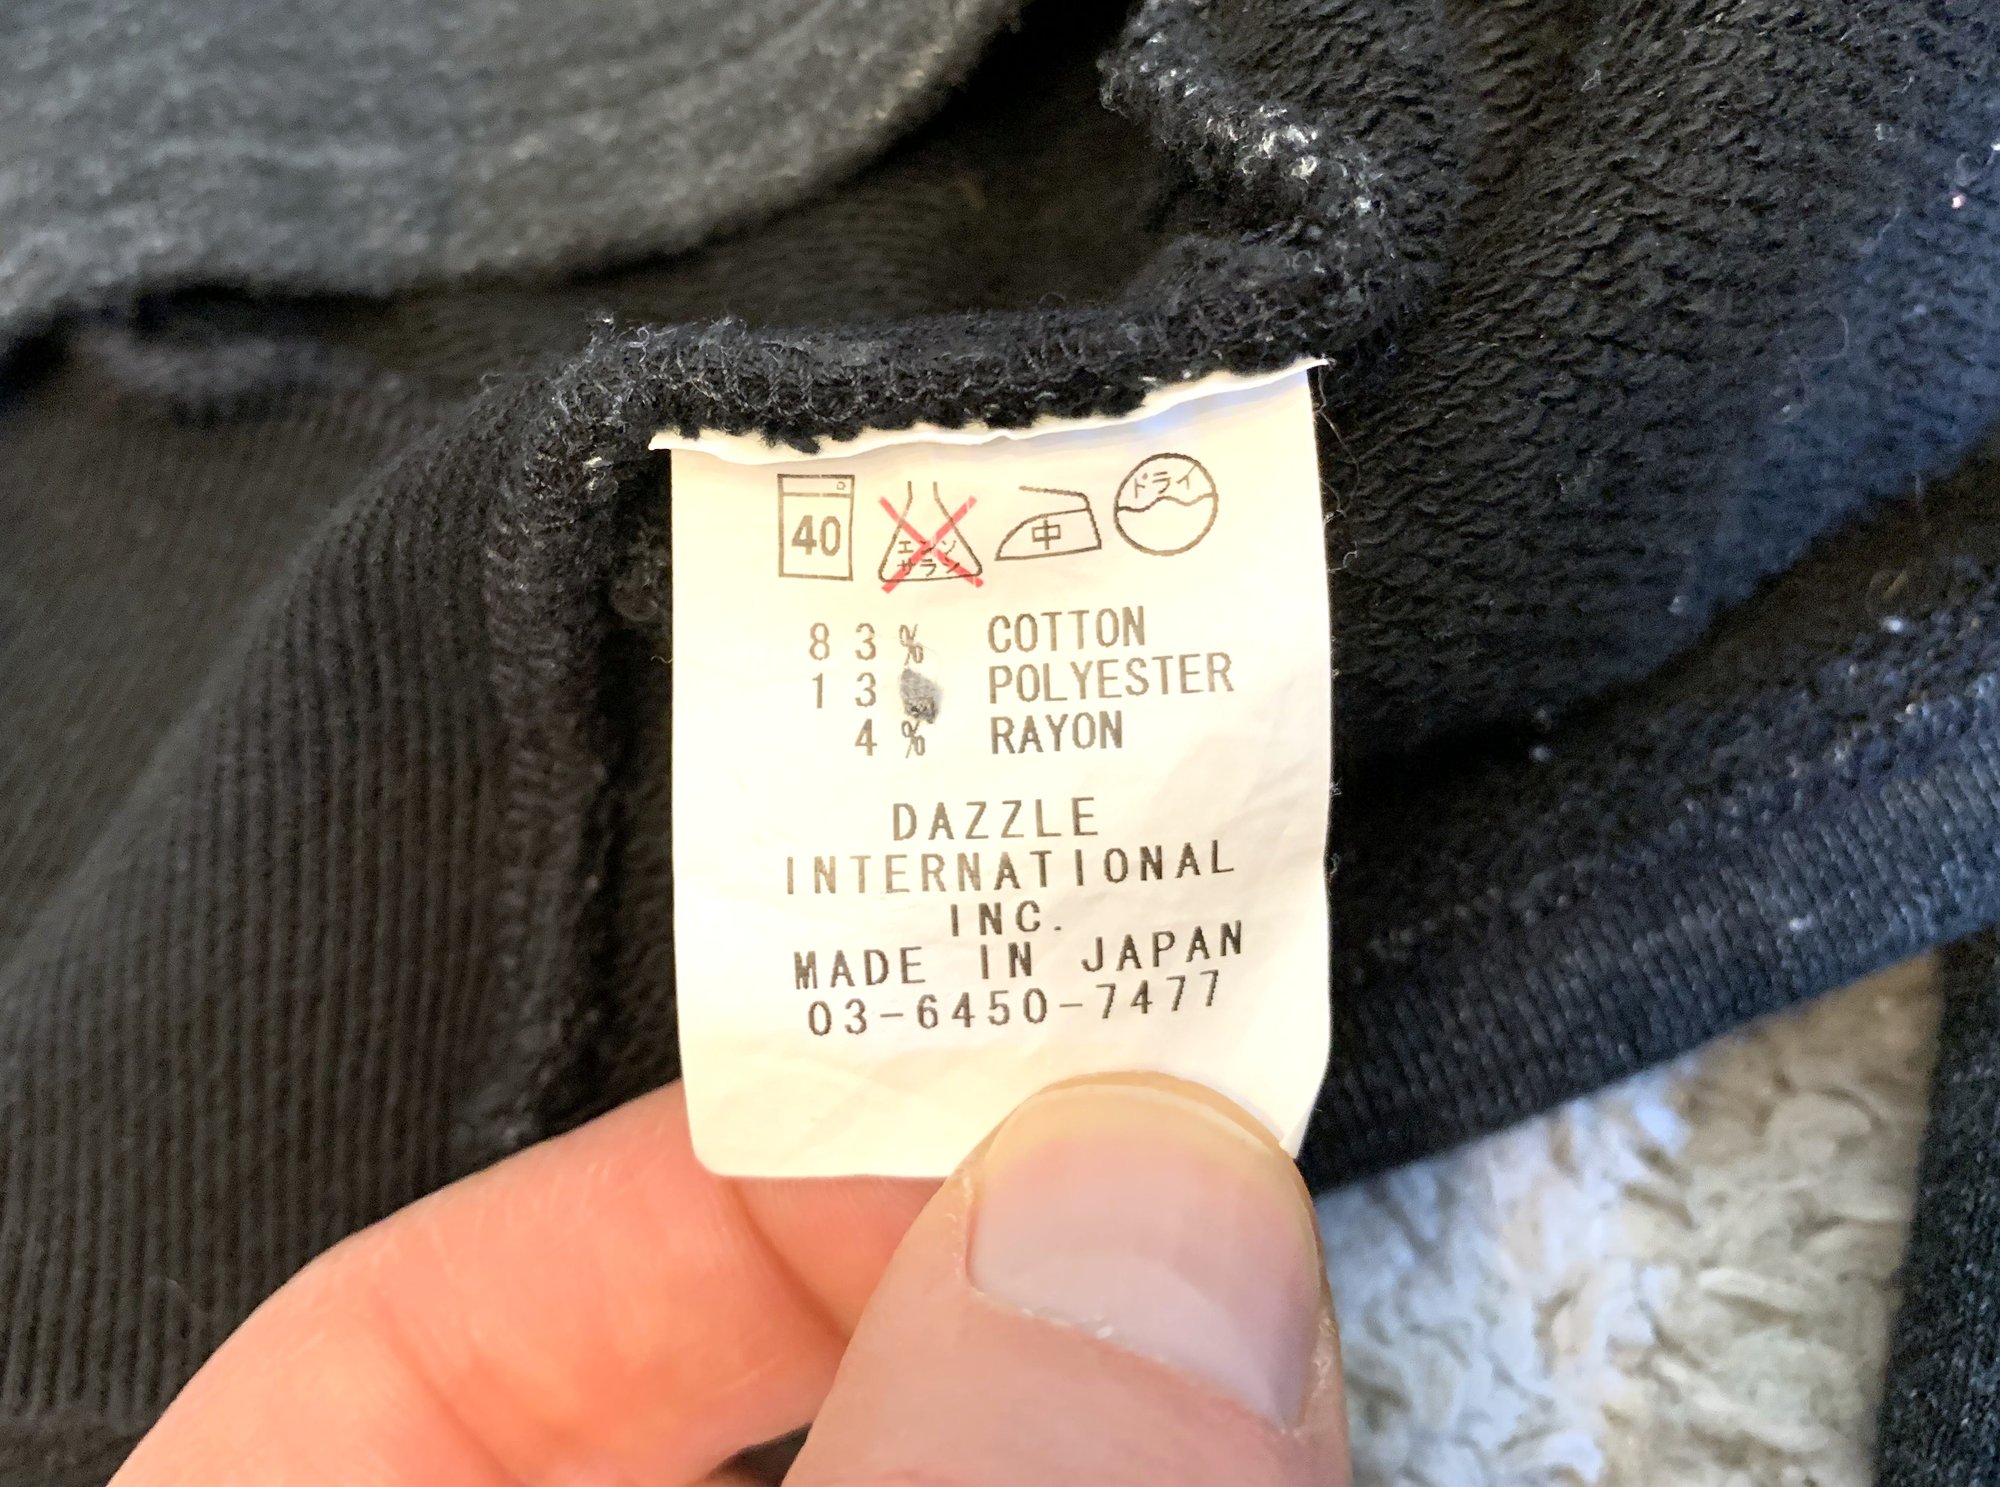 40 エンソ サラシ 中 ドライ
83% COTTON
13 POLYESTER
4% RAYON
DAZZLE
INTERNATIONAL
INC.
MADE IN JAPAN
03-6450-7477